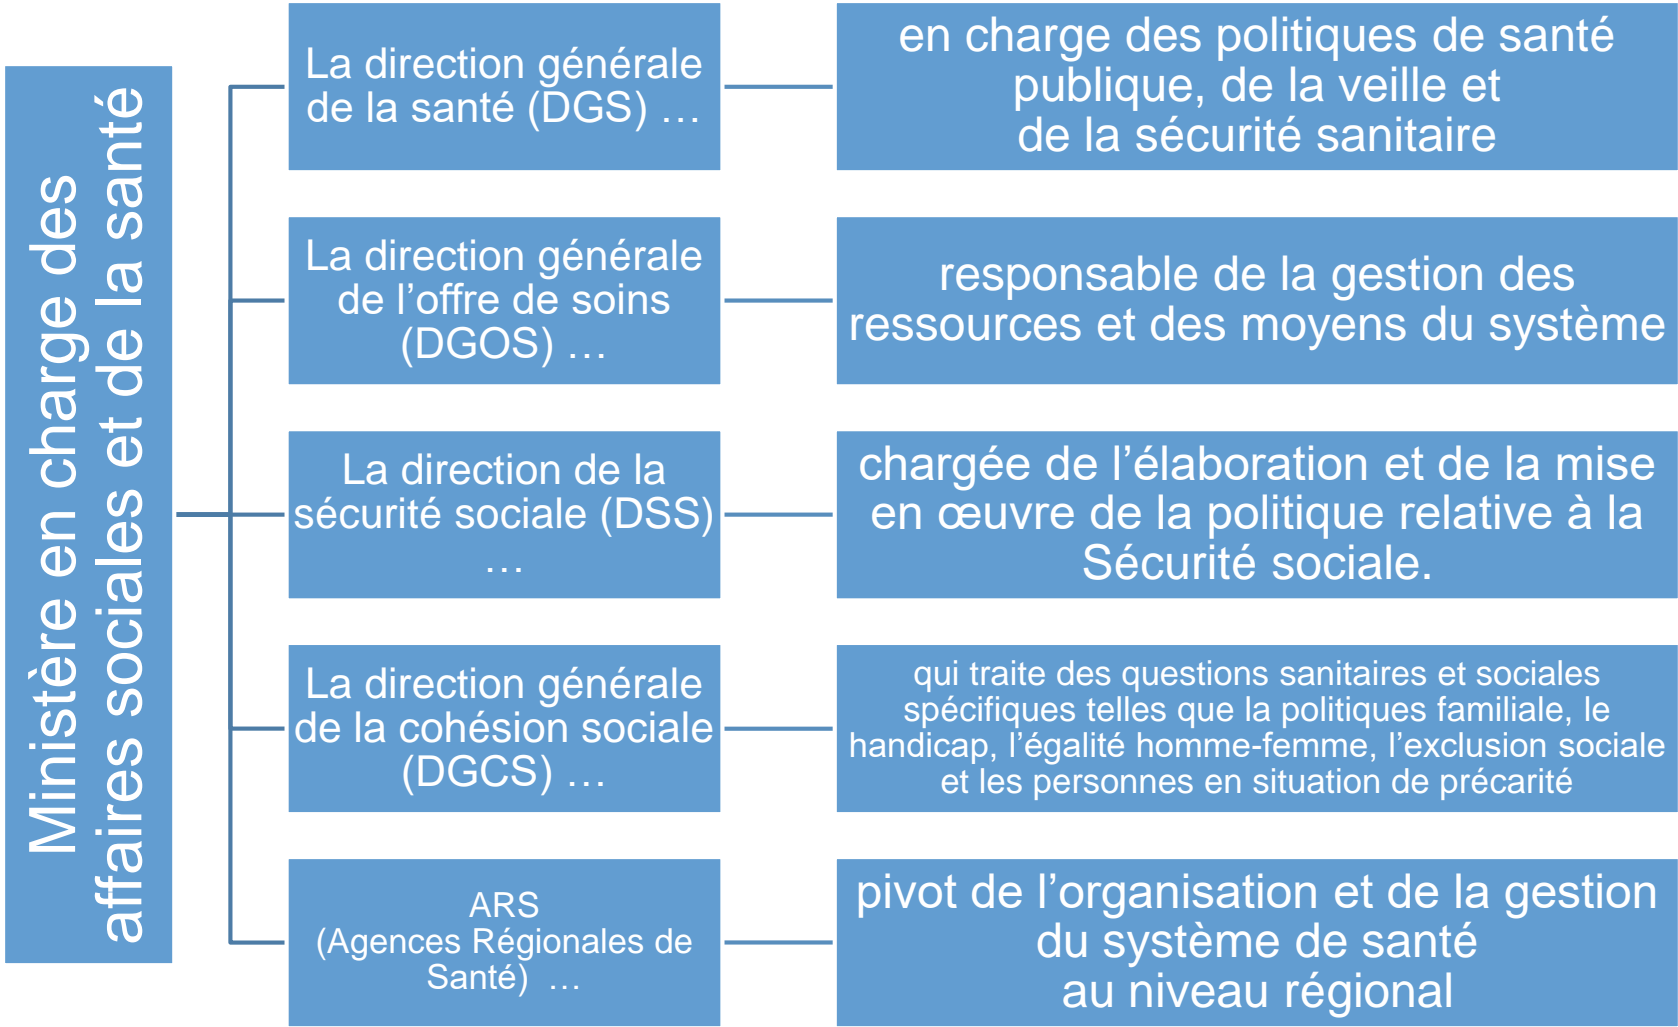 Ministère en charge des
affaires sociales et de la santé
La direction générale
de la santé (DGS) …
en charge des politiques de santé
publique, de la veille et
de la sécurité sanitaire
La direction générale
de l’offre de soins
(DGOS) …
responsable de la gestion des
ressources et des moyens du système
La direction de la
sécurité sociale (DSS)
…
chargée de l’élaboration et de la mise
en œuvre de la politique relative à la
Sécurité sociale.
La direction générale
de la cohésion sociale
(DGCS) …
qui traite des questions sanitaires et sociales
spécifiques telles que la politiques familiale, le
handicap, l’égalité homme-femme, l’exclusion sociale
et les personnes en situation de précarité
ARS
(Agences Régionales de
Santé) …
pivot de l’organisation et de la gestion
du système de santé
au niveau régional